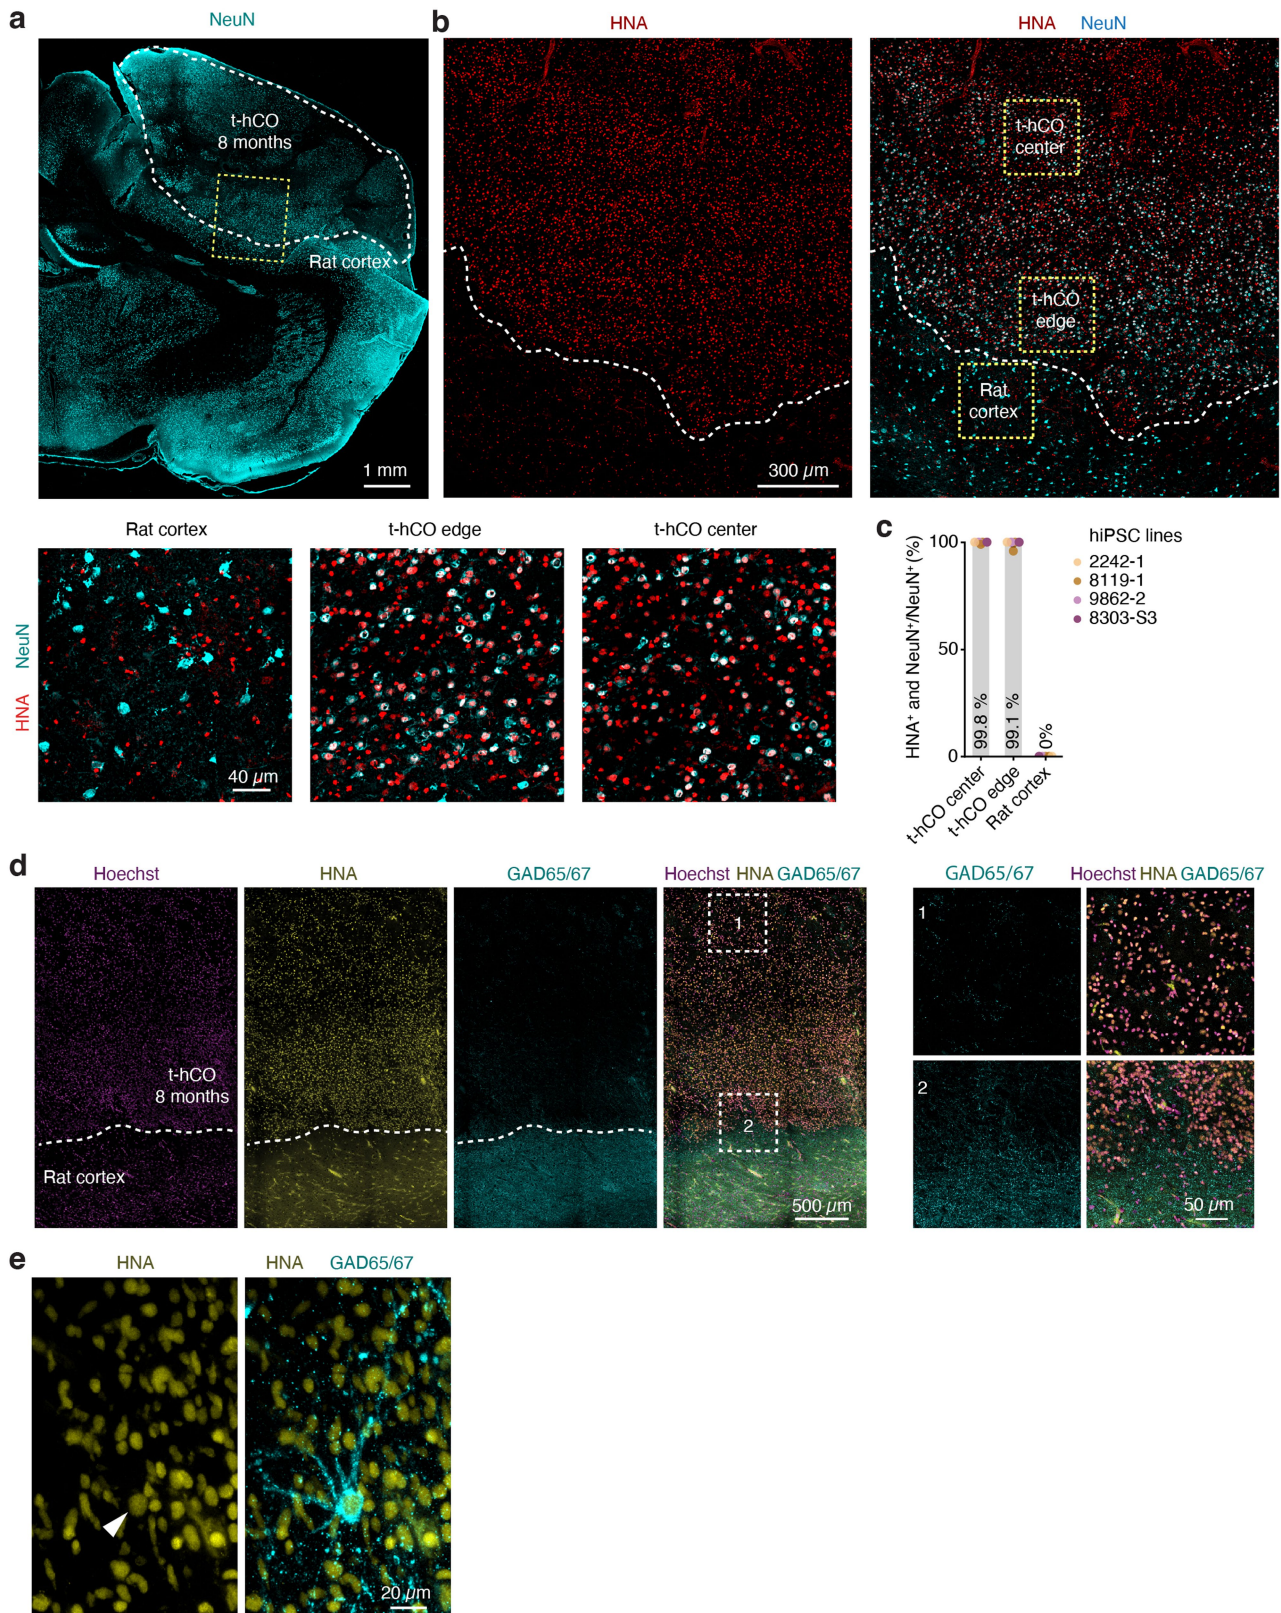 a
NeuN
t-hCO
8 months
Rat cortex
1 mm
b
HNA
300 µm
HNA NeuN
t-hCO
center
t-hCO
edge
Rat
cortex
Rat cortex
t-hCO edge
t-hCO center
HNA NeuN
40 µm
c
HNA⁺ and NeuN⁺/NeuN⁺ (%)
100
50
0
99.8 %
99.1 %
0%
t-hCO center
t-hCO edge
Rat cortex
hiPSC lines
2242-1
8119-1
9862-2
8303-S3
d
Hoechst
HNA
GAD65/67
Hoechst HNA GAD65/67
t-hCO
8 months
Rat cortex
1
2
500 µm
GAD65/67
Hoechst HNA GAD65/67
1
2
50 µm
e
HNA
HNA GAD65/67
20 µm